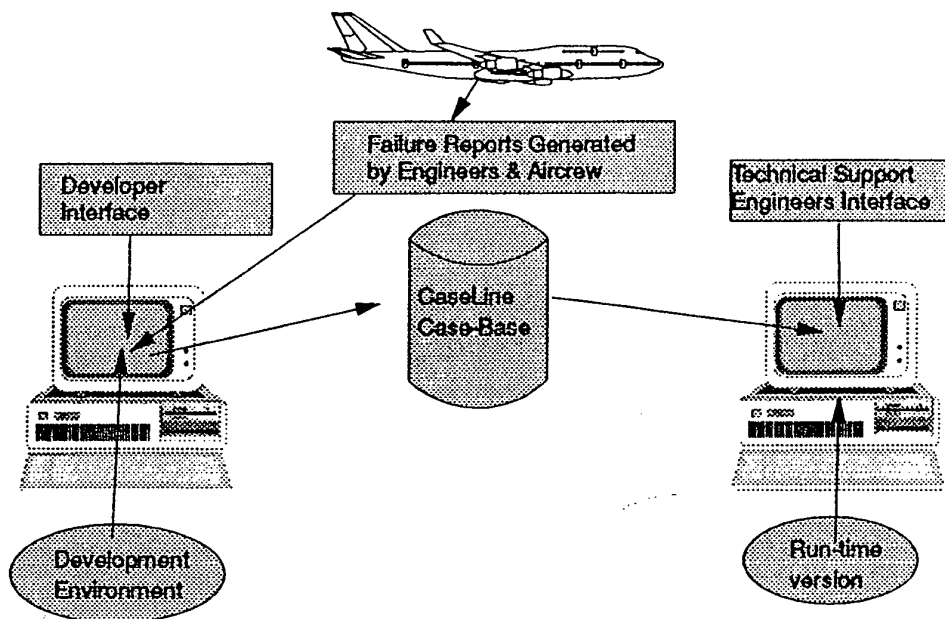 Failure Reports Generated
by Engineers & Aircrew
Developer
Interface
Technical Support
Engineers Interface
CaseLine
Case-Base
Development
Environment
Run-time
version